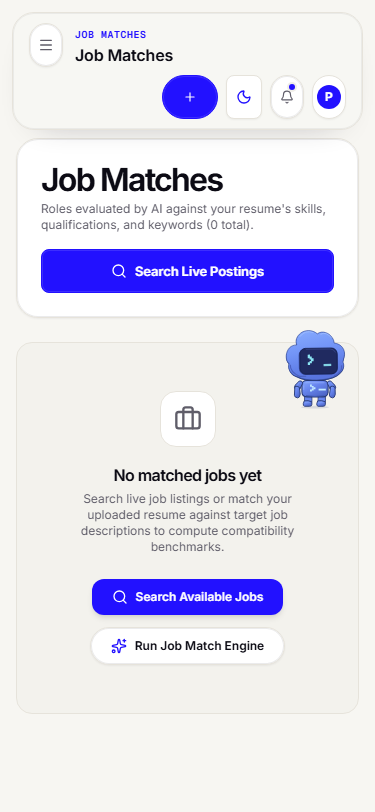 JOB MATCHES
Job Matches
P
Job Matches
Roles evaluated by AI against your resume's skills,
qualifications, and keywords (0 total).
Search Live Postings
No matched jobs yet
Search live job listings or match your
uploaded resume against target job
descriptions to compute compatibility
benchmarks.
Search Available Jobs
Run Job Match Engine